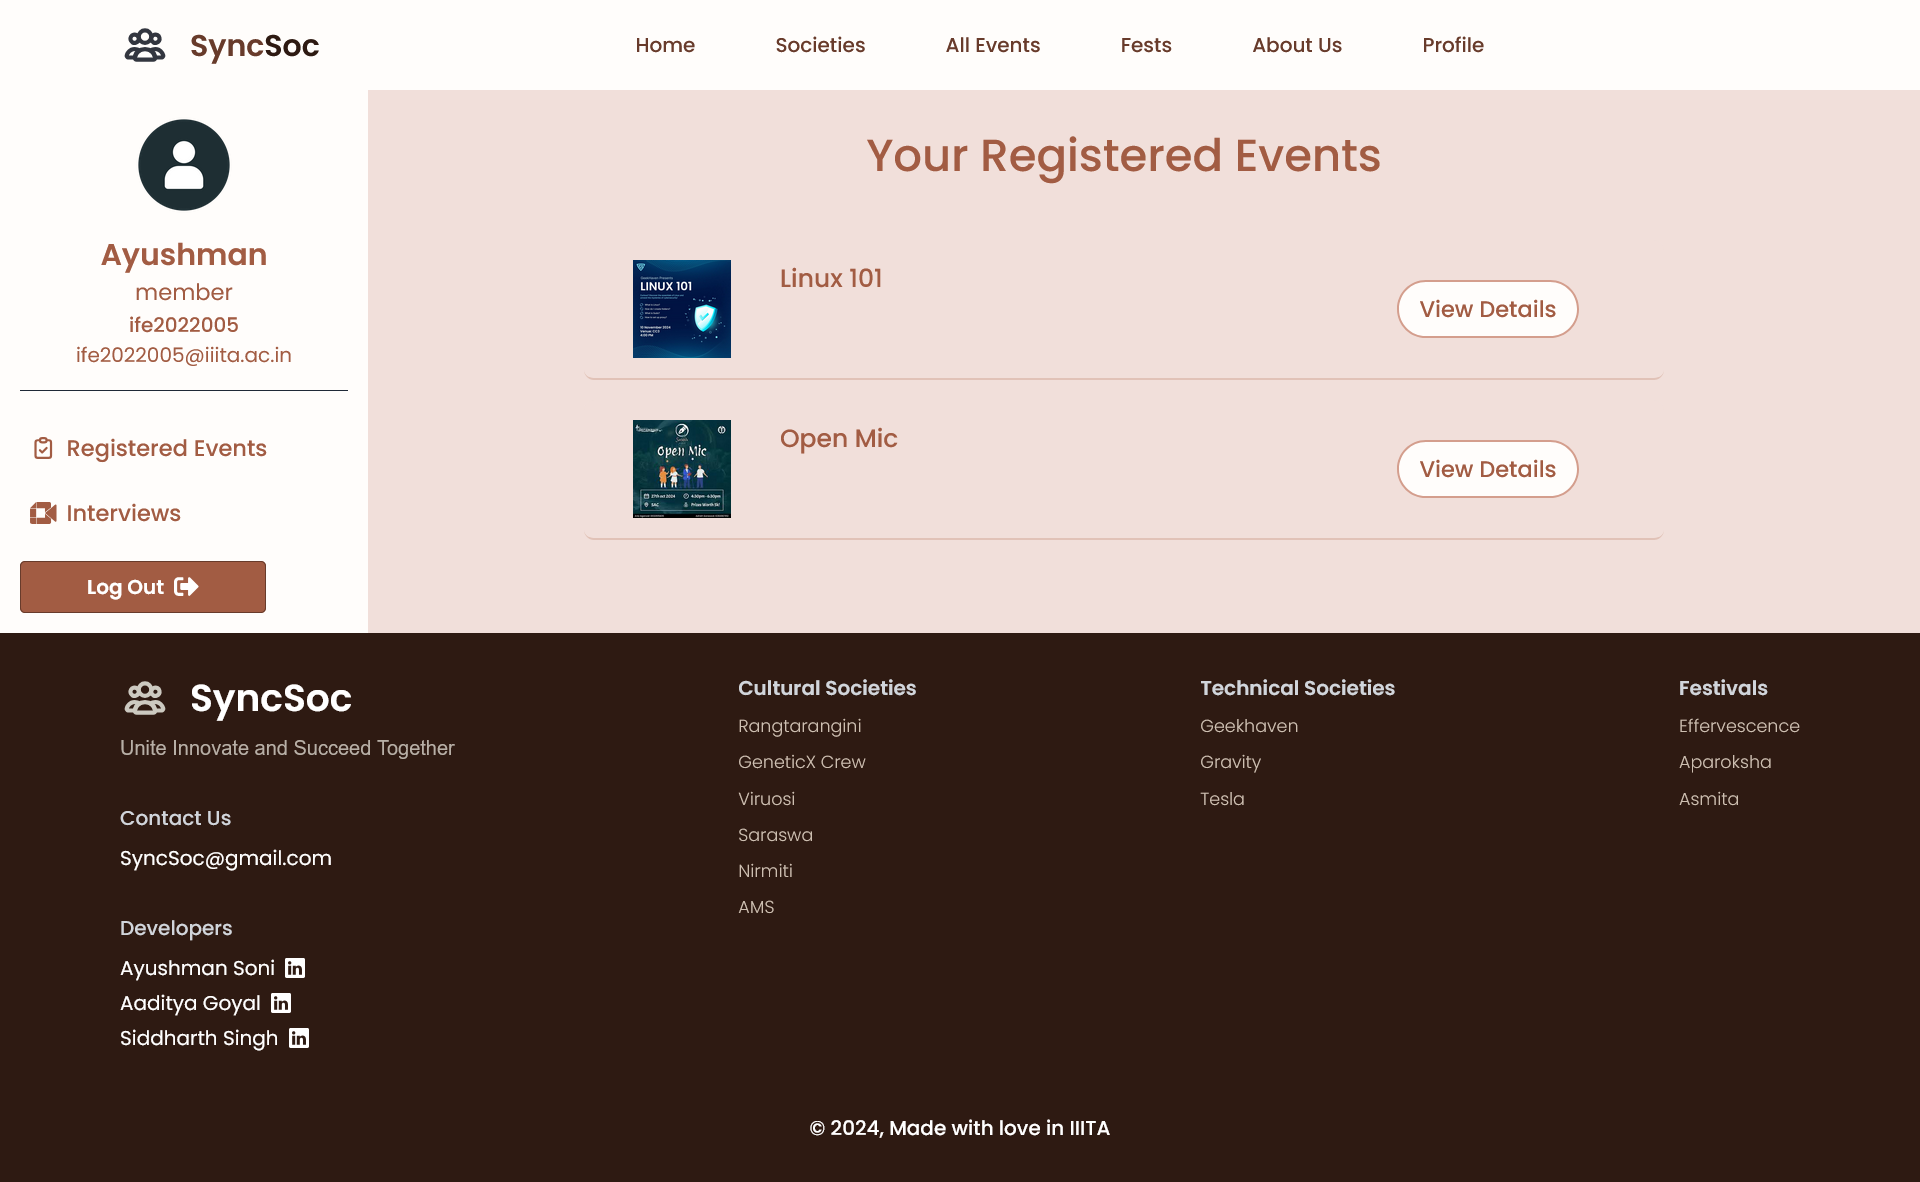 SyncSoc
Home
Societies
All Events
Fests
About Us
Profile
Ayushman
member
ife2022005
ife2022005@iiita.ac.in
Registered Events
Interviews
Log Out
Your Registered Events
LINUX 101
Linux 101
View Details
Open Mic
27th oct 2024
SAC
Open Mic
View Details
SyncSoc
Unite Innovate and Succeed Together
Contact Us
SyncSoc@gmail.com
Developers
Ayushman Soni
Aaditya Goyal
Siddharth Singh
Cultural Societies
Rangtarangini
GeneticX Crew
Viruosi
Saraswa
Nirmiti
AMS
Technical Societies
Geekhaven
Gravity
Tesla
Festivals
Effervescence
Aparoksha
Asmita
© 2024, Made with love in IIITA